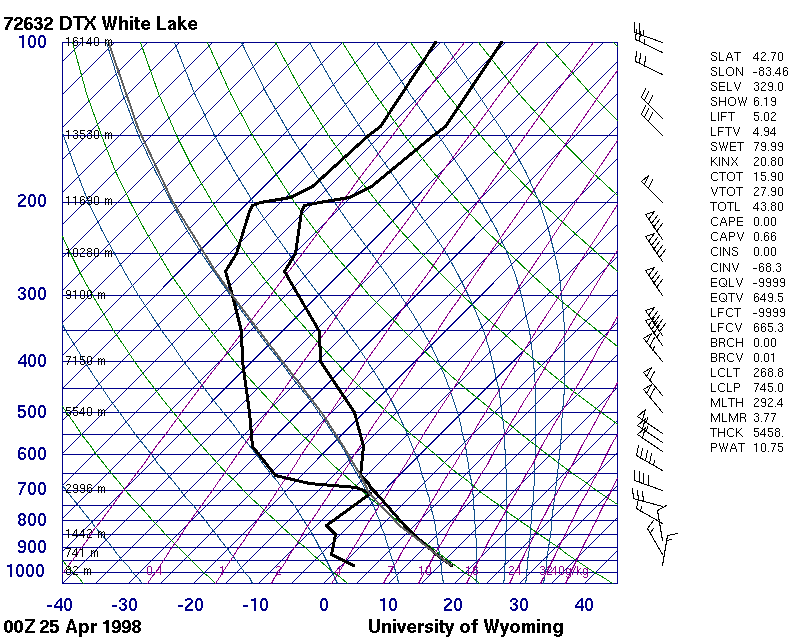 72632 DTX White Lake
100
16140 m
13580 m
200
11690 m
10280 m
300
9100 m
400
7150 m
500
5540 m
600
700
2996 m
800
1442 m
900
741 m
1000
62 m
0.4 1 2 4 7 10 16 24 32 40g/kg
-40 -30 -20 -10 0 10 20 30 40
00Z 25 Apr 1998 University of Wyoming
SLAT 42.70
SLON -83.46
SELV 329.0
SHOW 6.19
LIFT 5.02
LFTV 4.94
SWET 79.99
KINX 20.80
CTOT 15.90
VTOT 27.90
TOTL 43.80
CAPE 0.00
CAPV 0.66
CINS 0.00
CINV -68.3
EQLV -9999
EQTV 649.5
LFCT -9999
LFCV 665.3
BRCH 0.00
BRCV 0.01
LCLT 268.8
LCLP 745.0
MLTH 292.4
MLMR 3.77
THCK 5458.
PWAT 10.75